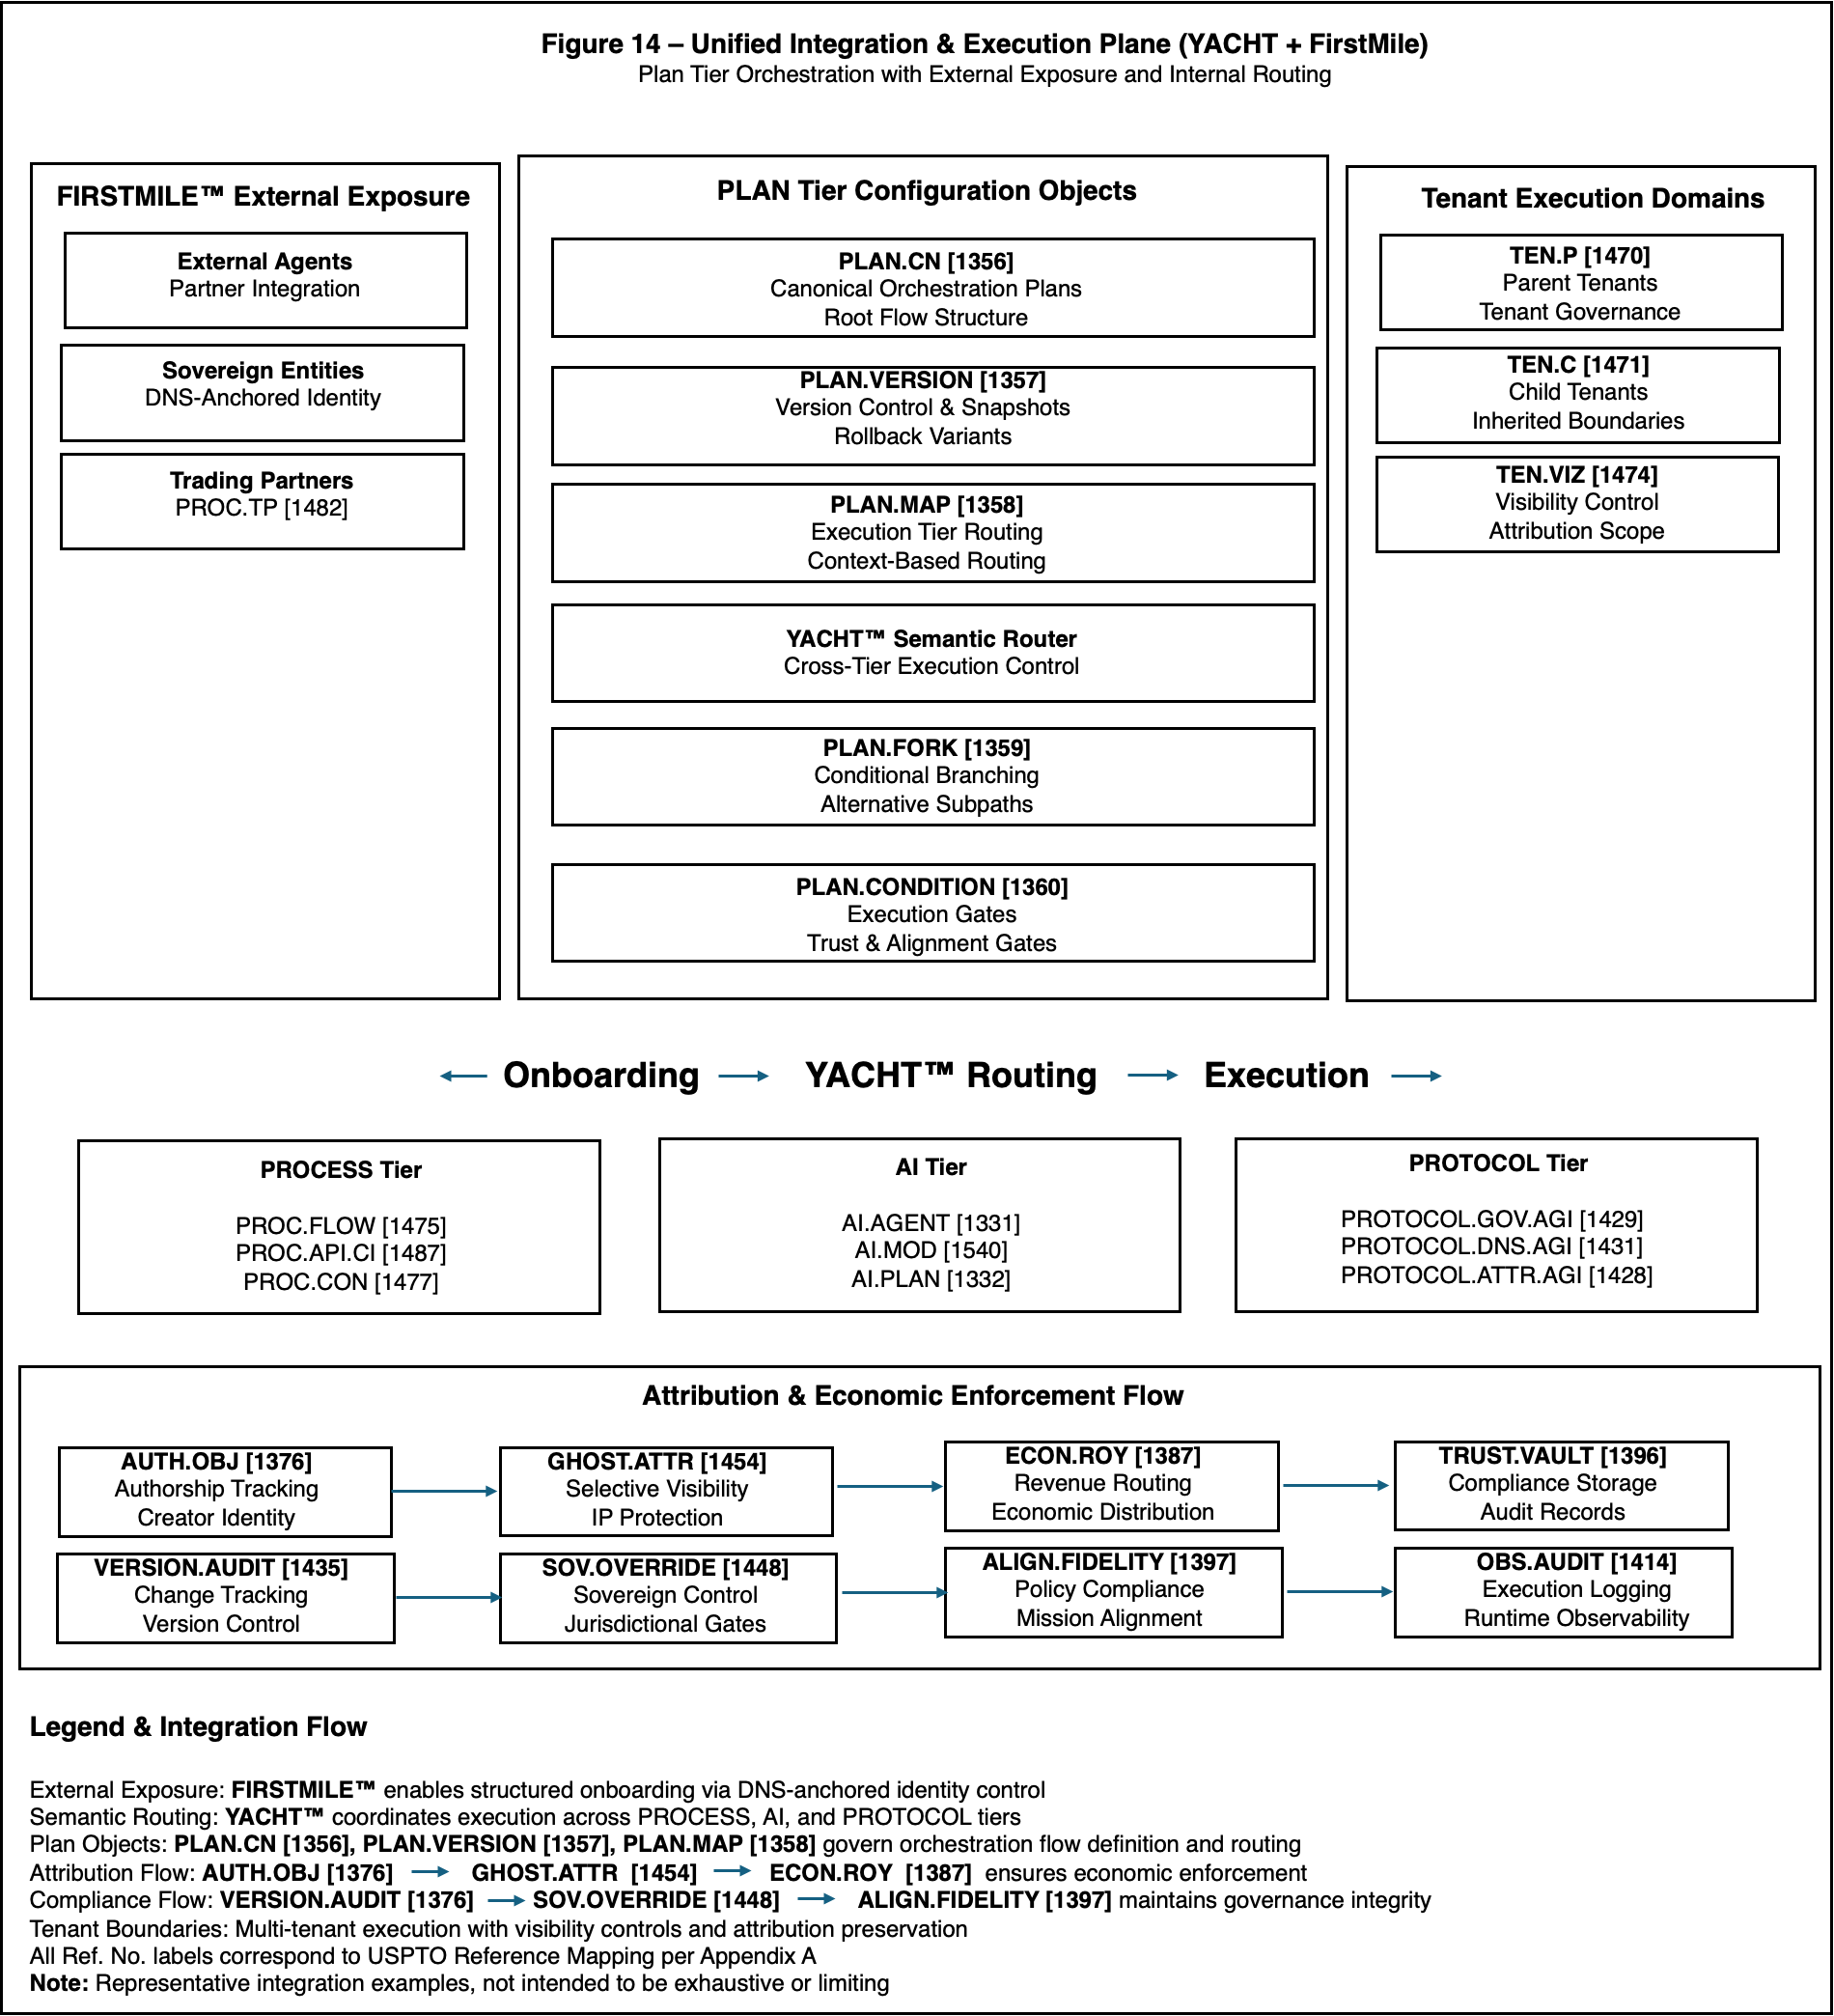 Figure 14 – Unified Integration & Execution Plane (YACHT + FirstMile)
Plan Tier Orchestration with External Exposure and Internal Routing
FIRSTMILE™ External Exposure
External Agents
Partner Integration
Sovereign Entities
DNS-Anchored Identity
Trading Partners
PROC.TP [1482]
PLAN Tier Configuration Objects
PLAN.CN [1356]
Canonical Orchestration Plans
Root Flow Structure
PLAN.VERSION [1357]
Version Control & Snapshots
Rollback Variants
PLAN.MAP [1358]
Execution Tier Routing
Context-Based Routing
YACHT™ Semantic Router
Cross-Tier Execution Control
PLAN.FORK [1359]
Conditional Branching
Alternative Subpaths
PLAN.CONDITION [1360]
Execution Gates
Trust & Alignment Gates
Tenant Execution Domains
TEN.P [1470]
Parent Tenants
Tenant Governance
TEN.C [1471]
Child Tenants
Inherited Boundaries
TEN.VIZ [1474]
Visibility Control
Attribution Scope
← Onboarding → YACHT™ Routing → Execution →
PROCESS Tier
PROC.FLOW [1475]
PROC.API.CI [1487]
PROC.CON [1477]
AI Tier
AI.AGENT [1331]
AI.MOD [1540]
AI.PLAN [1332]
PROTOCOL Tier
PROTOCOL.GOV.AGI [1429]
PROTOCOL.DNS.AGI [1431]
PROTOCOL.ATTR.AGI [1428]
Attribution & Economic Enforcement Flow
AUTH.OBJ [1376]
Authorship Tracking
Creator Identity
GHOST.ATTR [1454]
Selective Visibility
IP Protection
ECON.ROY [1387]
Revenue Routing
Economic Distribution
TRUST.VAULT [1396]
Compliance Storage
Audit Records
VERSION.AUDIT [1435]
Change Tracking
Version Control
SOV.OVERRIDE [1448]
Sovereign Control
Jurisdictional Gates
ALIGN.FIDELITY [1397]
Policy Compliance
Mission Alignment
OBS.AUDIT [1414]
Execution Logging
Runtime Observability
Legend & Integration Flow
External Exposure: FIRSTMILE™ enables structured onboarding via DNS-anchored identity control
Semantic Routing: YACHT™ coordinates execution across PROCESS, AI, and PROTOCOL tiers
Plan Objects: PLAN.CN [1356], PLAN.VERSION [1357], PLAN.MAP [1358] govern orchestration flow definition and routing
Attribution Flow: AUTH.OBJ [1376] → GHOST.ATTR [1454] → ECON.ROY [1387] ensures economic enforcement
Compliance Flow: VERSION.AUDIT [1376] → SOV.OVERRIDE [1448] → ALIGN.FIDELITY [1397] maintains governance integrity
Tenant Boundaries: Multi-tenant execution with visibility controls and attribution preservation
All Ref. No. labels correspond to USPTO Reference Mapping per Appendix A
Note: Representative integration examples, not intended to be exhaustive or limiting